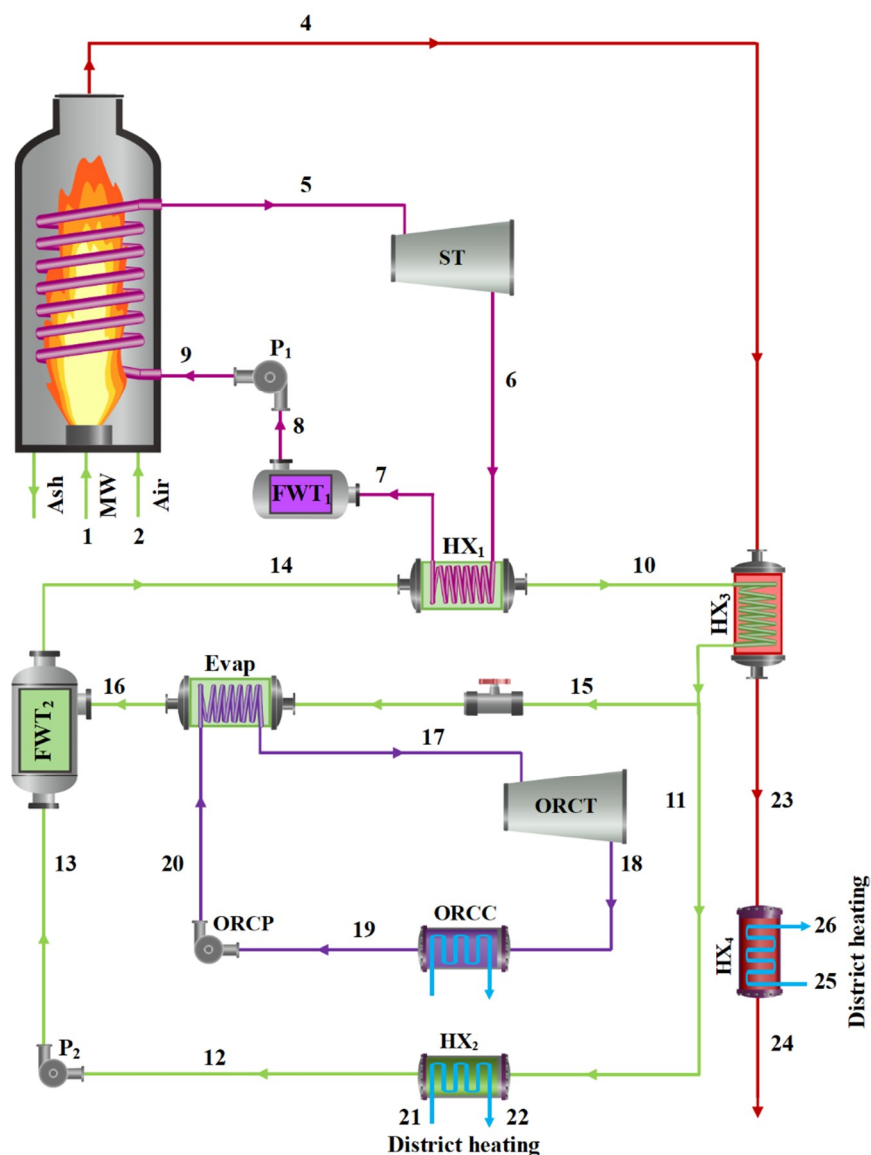 4
5
ST
P₁
9
6
8
7
FWT₁
Ash
MW
Air
1
2
HX₁
14
10
HX₃
Evap
16
15
FWT₂
17
ORCT
11
23
13
20
18
ORCP
19
ORCC
26
HX₄
25
District heating
P₂
12
HX₂
24
21
22
District heating